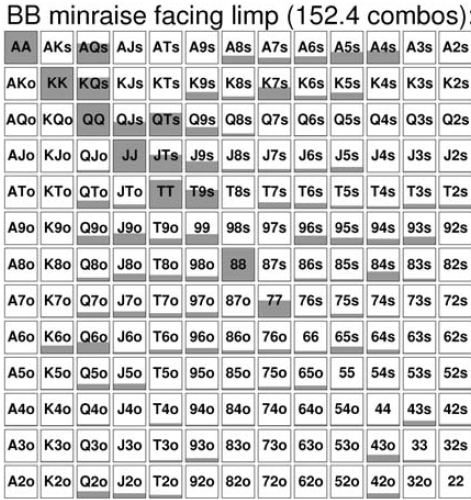 BB minraise facing limp (152.4 combos):
AA AKs AQs AJs ATs A9s A8s A7s A6s A5s A4s A3s A2s
AKo KK KQs KJs KTs K9s K8s K7s K6s K5s K4s K3s K2s
AQo KQo QQ QJs QTs Q9s Q8s Q7s Q6s Q5s Q4s Q3s Q2s
AJo KJo QJo JJ JTs J9s J8s J7s J6s J5s J4s J3s J2s
ATo KTo QTo JTo TT T9s T8s T7s T6s T5s T4s T3s T2s
A9o K9o Q9o J9o T9o 99 98s 97s 96s 95s 94s 93s 92s
A8o K8o Q8o J8o T8o 98o 88 87s 86s 85s 84s 83s 82s
A7o K7o Q7o J7o T7o 97o 87o 77 76s 75s 74s 73s 72s
A6o K6o Q6o J6o T6o 96o 86o 76o 66 65s 64s 63s 62s
A5o K5o Q5o J5o T5o 95o 85o 75o 65o 55 54s 53s 52s
A4o K4o Q4o J4o T4o 94o 84o 74o 64o 54o 44 43s 42s
A3o K3o Q3o J3o T3o 93o 83o 73o 63o 53o 43o 33 32s
A2o K2o Q2o J2o T2o 92o 82o 72o 62o 52o 42o 32o 22